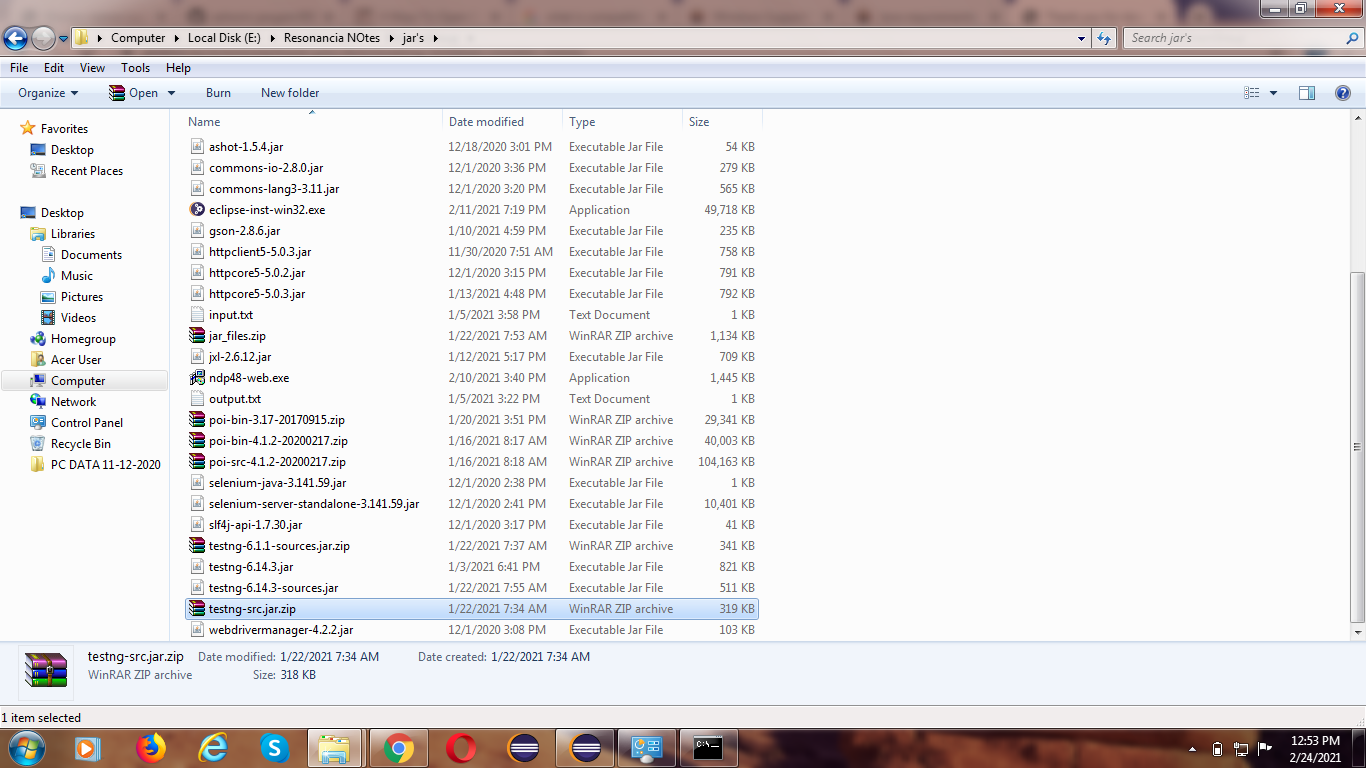 Computer Local Disk (E:) Resonancia NOtes jar's Search jar's
File Edit View Tools Help
Organize Open Burn New folder
Favorites
Desktop
Recent Places
Desktop
Libraries
Documents
Music
Pictures
Videos
Homegroup
Acer User
Computer
Network
Control Panel
Recycle Bin
PC DATA 11-12-2020
Name Date modified Type Size
ashot-1.5.4.jar 12/18/2020 3:01 PM Executable Jar File 54 KB
commons-io-2.8.0.jar 12/1/2020 3:36 PM Executable Jar File 279 KB
commons-lang3-3.11.jar 12/1/2020 3:20 PM Executable Jar File 565 KB
eclipse-inst-win32.exe 2/11/2021 7:19 PM Application 49,718 KB
gson-2.8.6.jar 1/10/2021 4:59 PM Executable Jar File 235 KB
httpclient5-5.0.3.jar 11/30/2020 7:51 AM Executable Jar File 758 KB
httpcore5-5.0.2.jar 12/1/2020 3:15 PM Executable Jar File 791 KB
httpcore5-5.0.3.jar 1/13/2021 4:48 PM Executable Jar File 792 KB
input.txt 1/5/2021 3:58 PM Text Document 1 KB
jar_files.zip 1/22/2021 7:53 AM WinRAR ZIP archive 1,134 KB
jxl-2.6.12.jar 1/12/2021 5:17 PM Executable Jar File 709 KB
ndp48-web.exe 2/10/2021 3:40 PM Application 1,445 KB
output.txt 1/5/2021 3:22 PM Text Document 1 KB
poi-bin-3.17-20170915.zip 1/20/2021 3:51 PM WinRAR ZIP archive 29,341 KB
poi-bin-4.1.2-20200217.zip 1/16/2021 8:17 AM WinRAR ZIP archive 40,003 KB
poi-src-4.1.2-20200217.zip 1/16/2021 8:18 AM WinRAR ZIP archive 104,163 KB
selenium-java-3.141.59.jar 12/1/2020 2:38 PM Executable Jar File 1 KB
selenium-server-standalone-3.141.59.jar 12/1/2020 2:41 PM Executable Jar File 10,401 KB
slf4j-api-1.7.30.jar 12/1/2020 3:17 PM Executable Jar File 41 KB
testng-6.1.1-sources.jar.zip 1/22/2021 7:37 AM WinRAR ZIP archive 341 KB
testng-6.14.3.jar 1/3/2021 6:41 PM Executable Jar File 821 KB
testng-6.14.3-sources.jar 1/22/2021 7:55 AM Executable Jar File 511 KB
testng-src.jar.zip 1/22/2021 7:34 AM WinRAR ZIP archive 319 KB
webdrivermanager-4.2.2.jar 12/1/2020 3:08 PM Executable Jar File 103 KB
testng-src.jar.zip Date modified: 1/22/2021 7:34 AM Date created: 1/22/2021 7:34 AM
WinRAR ZIP archive Size: 318 KB
1 item selected
12:53 PM
2/24/2021